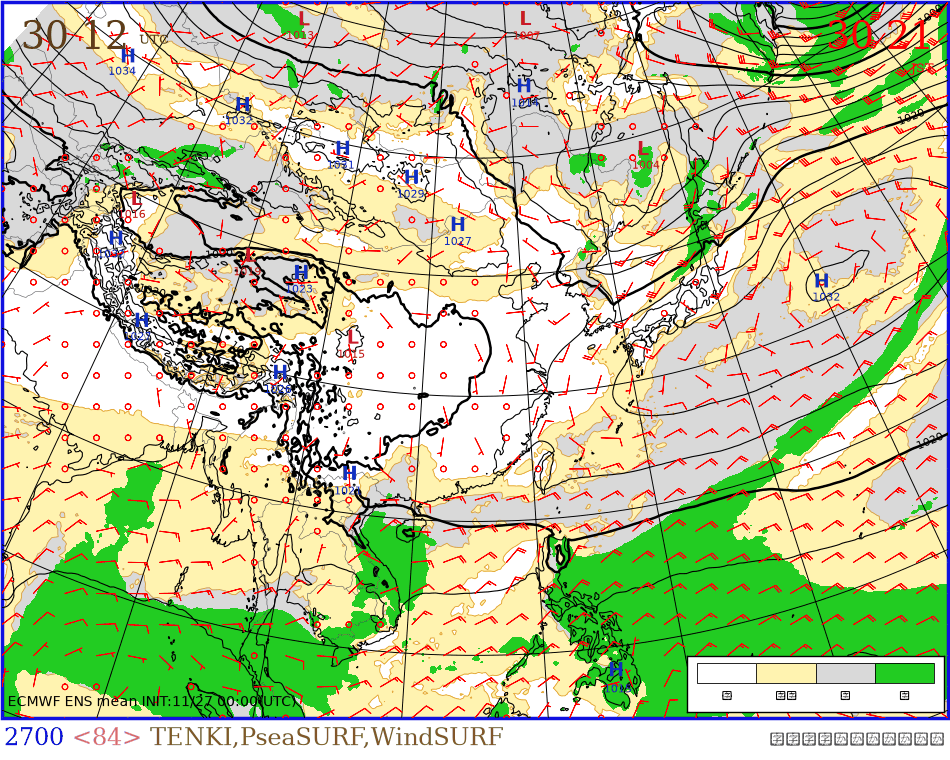 30 12 UTC
30 21
JST
L
1013
L
1007
H
1034
H
1014
H
1032
1020
H
1031
L
1004
H
1029
L
1016
H
1027
H
H
1023
H
1032
H
L
1015
H
1020
H
H
ECMWF ENS mean INIT:11/27 00:00(UTC)
2700 <84> TENKI,PseaSURF,WindSURF